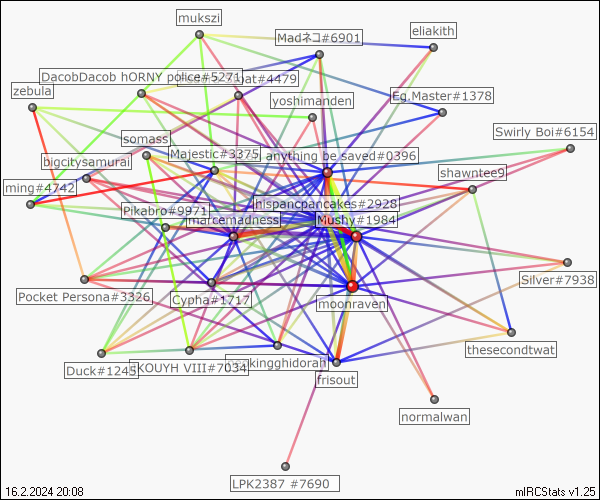 mukszi
Madネコ#6901
eliakith
DacobDacob hORNY police#5271
at#4479
zebula
yoshimanden
Eg.Master#1378
Swirly Boi#6154
somass
bigcitysamurai
Majestic#3375
anything be saved#0396
shawntee9
ming#4742
hispancpancakes#2928
Pikabro#9971
marcemadness
Mushy#1984
Silver#7938
Pocket Persona#3326
Cypha#1717
moonraven
thesecondtwat
Duck#1245
KOUYH VIII#7034
kingghidorah
frisout
normalwan
LPK2387 #7690
16.2.2024 20:08
mIRCStats v1.25